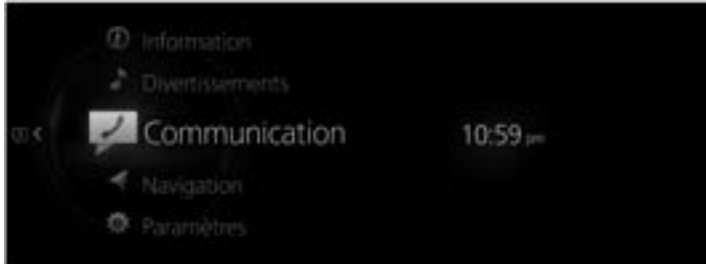 Information
Divertissements
Communication
10:59 pm
Navigation
Paramètres